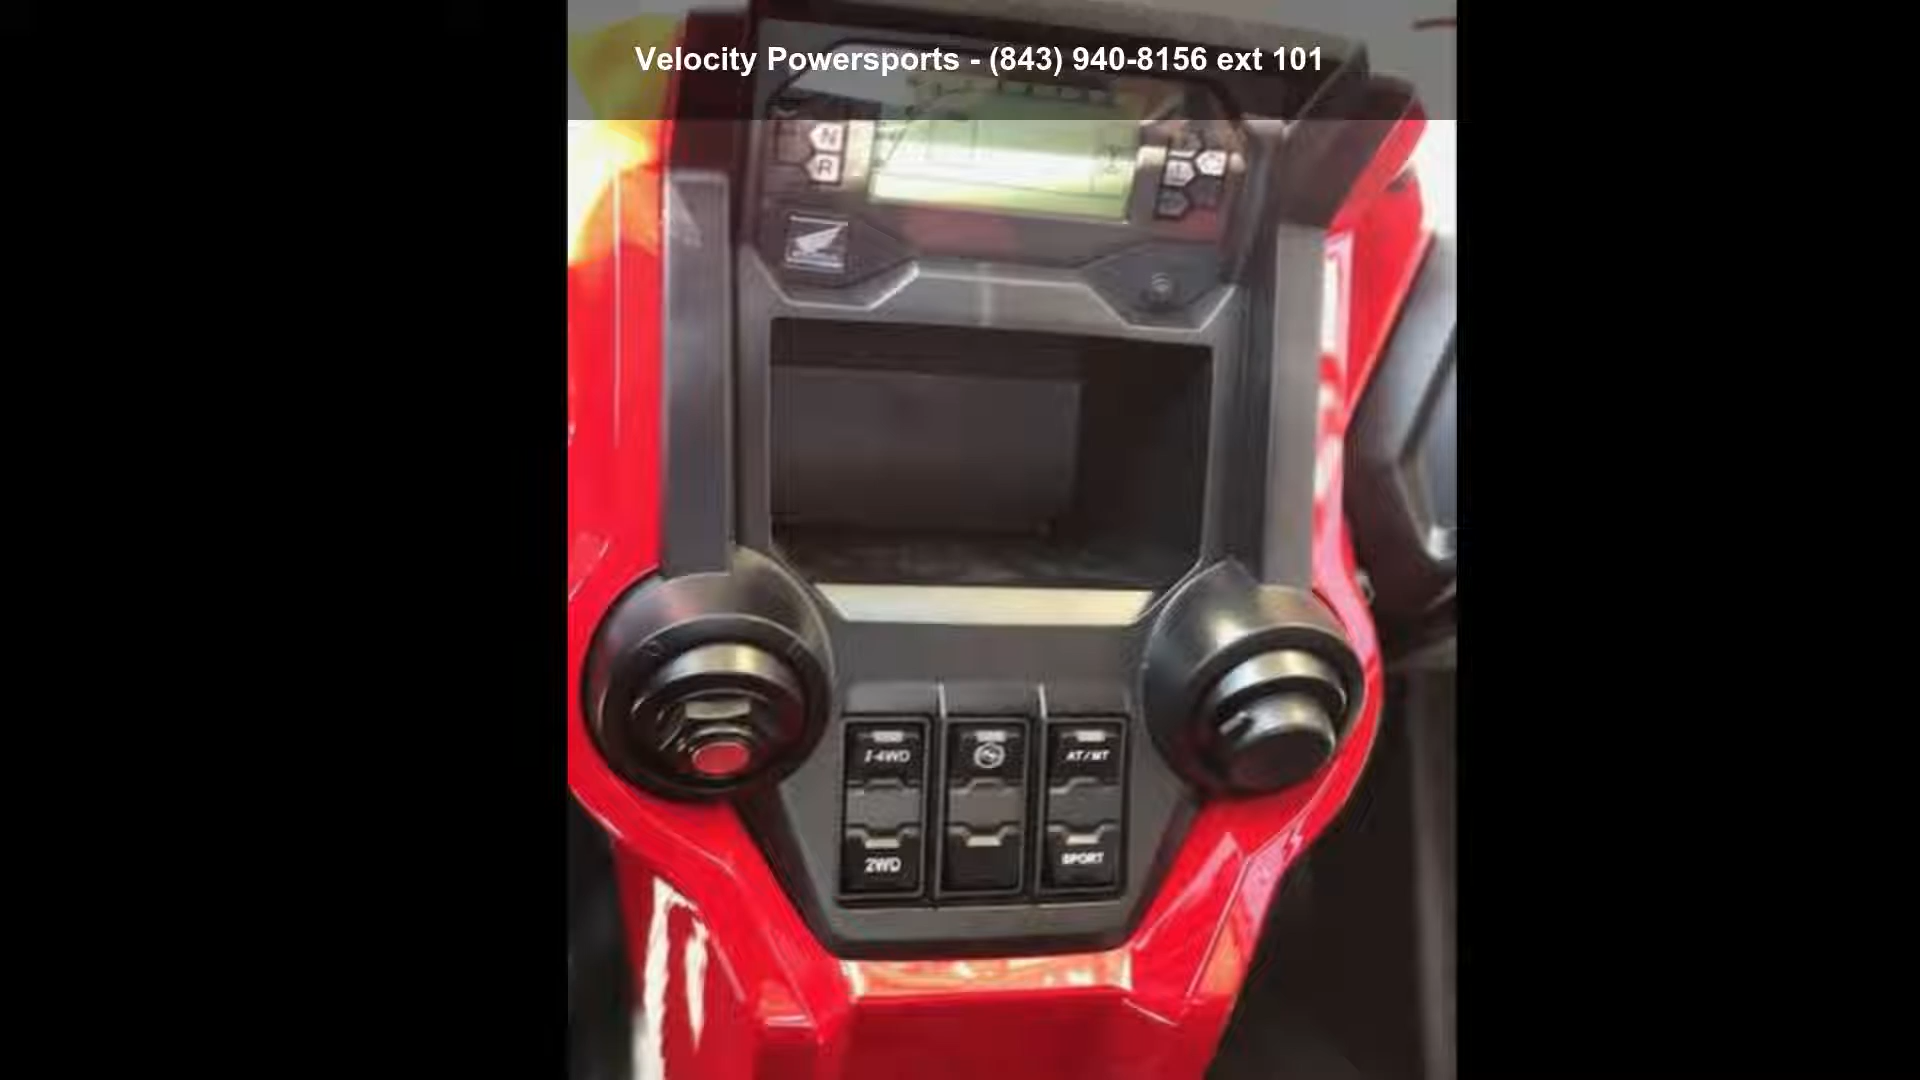 Velocity Powersports - (843) 940-8156 ext 101
N
R
I-4WD
AT/MT
2WD
SPORT